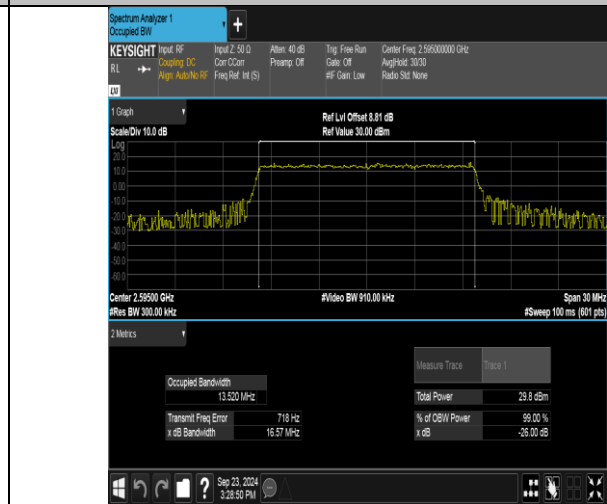 Spectrum Analyzer 1
Occupied BW
+
KEYSIGHT Input: RF Input Z: 50 Ω Atten: 40 dB Trig: Free Run Center Freq: 2.595000000 GHz
RL Coupling: DC Corr CCorr Preamp: Off Gate: Off Avg|Hold: 30/30
Align: Auto/No RF Freq Ref: Int (S) #IF Gain: Low Radio Std: None
LXI
1 Graph
Ref Lvl Offset 8.81 dB
Scale/Div 10.0 dB Ref Value 30.00 dBm
Log
20.0
10.0
0.00
-10.0
-20.0
-30.0
-40.0
-50.0
-60.0
Center 2.59500 GHz #Video BW 910.00 kHz Span 30 MHz
#Res BW 300.00 kHz #Sweep 100 ms (601 pts)
2 Metrics
Measure Trace Trace 1
Occupied Bandwidth
13.520 MHz Total Power 29.8 dBm
Transmit Freq Error 718 Hz % of OBW Power 99.00 %
x dB Bandwidth 16.57 MHz x dB -26.00 dB
? Sep 23, 2024
3:28:50 PM